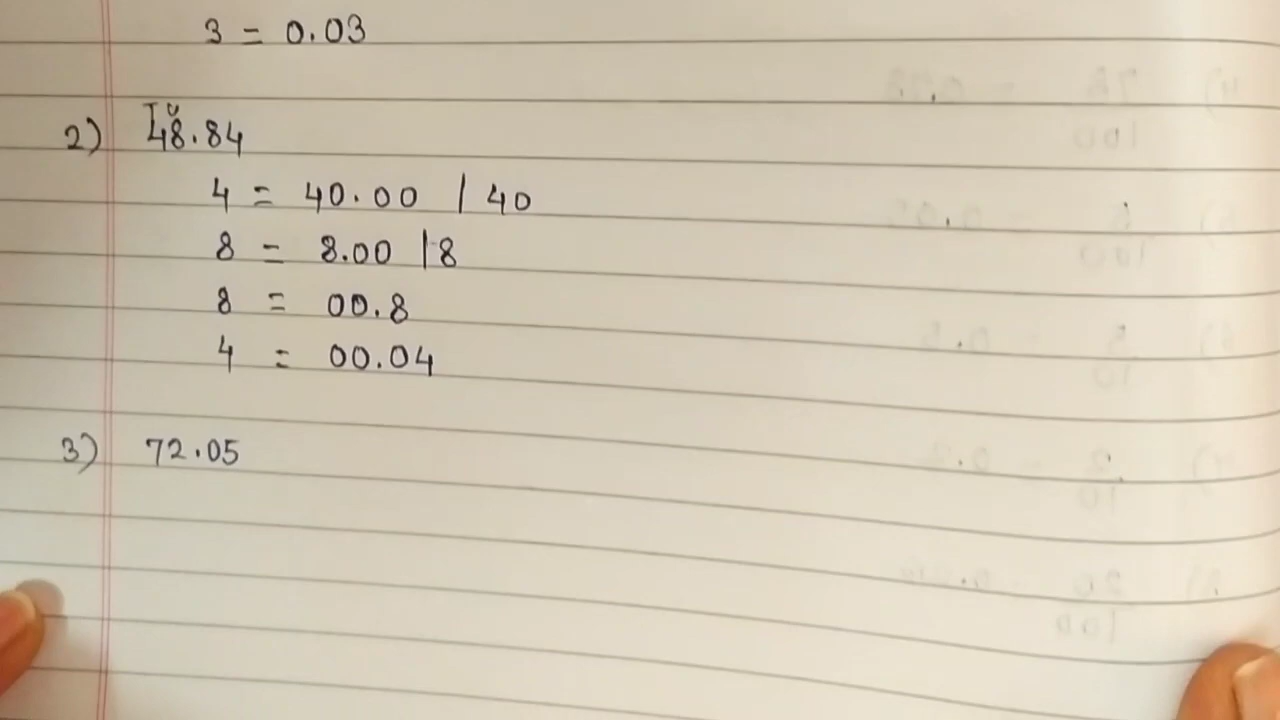 3 = 0.03
TU
2) 48.84
4 = 40.00 / 40
8 = 8.00 / 8
8 = 00.8
4 = 00.04
3) 72.05